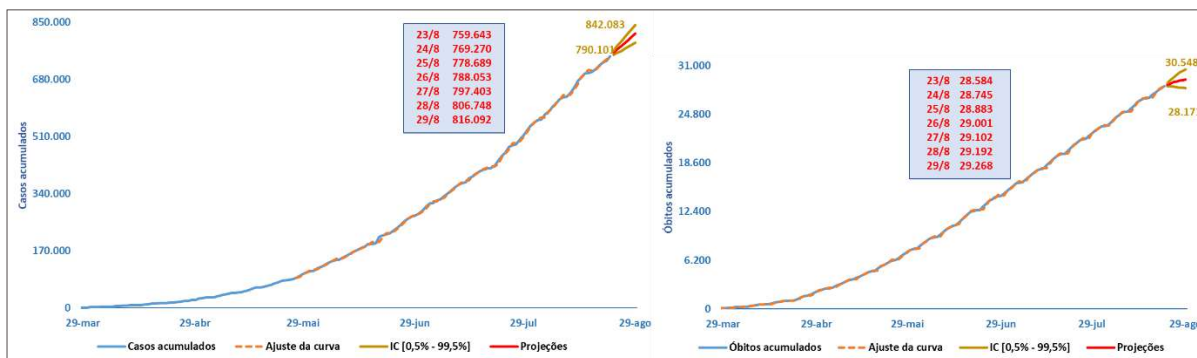 Casos acumulados
850.000
680.000
510.000
340.000
170.000
0
29-mar
29-abr
29-mai
29-jun
29-jul
29-ago
23/8 759.643
24/8 769.270
25/8 778.689
26/8 788.053
27/8 797.403
28/8 806.748
29/8 816.092
842.083
790.101
Casos acumulados
Ajuste da curva
IC [0,5% - 99,5%]
Projeções
Óbitos acumulados
31.000
24.800
18.600
12.400
6.200
0
29-mar
29-abr
29-mai
29-jun
29-jul
29-ago
23/8 28.584
24/8 28.745
25/8 28.883
26/8 29.001
27/8 29.102
28/8 29.192
29/8 29.268
30.548
Óbitos acumulados
Ajuste da curva
IC [0,5% - 99,5%]
Projeções